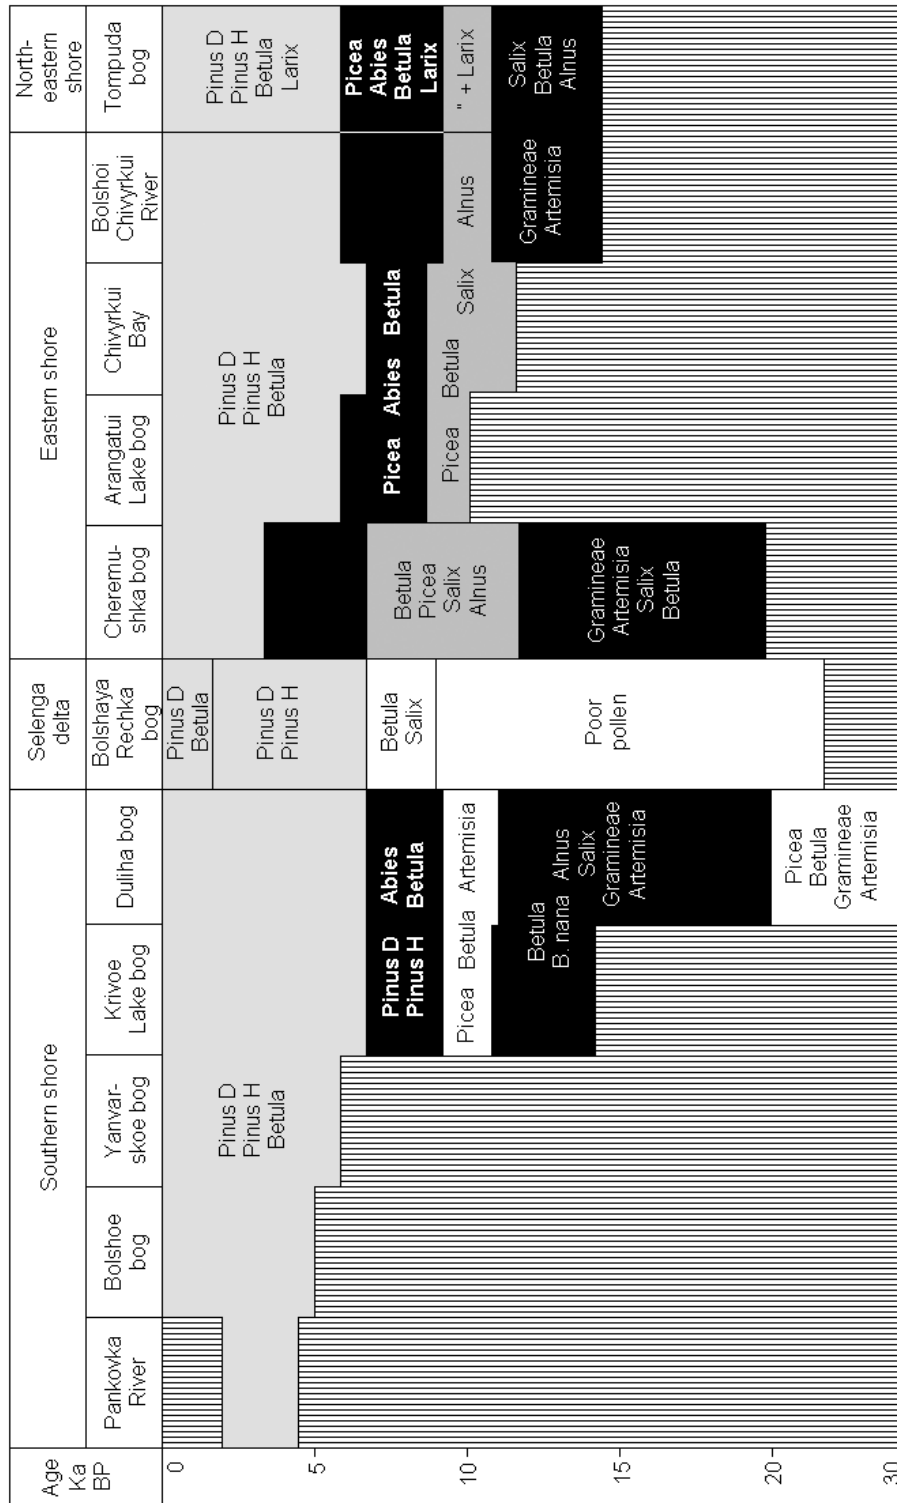 Age
Ka
BP
Southern shore
Selenga
delta
Eastern shore
North-
eastern
shore
Pankovka
River
Bolshoe
bog
Yanvar-
skoe bog
Krivoe
Lake bog
Duliha bog
Bolshaya
Rechka
bog
Cheremu-
shka bog
Arangatui
Lake bog
Chivyrkui
Bay
Bolshoi
Chivyrkui
River
Tompuda
bog
0
5
10
15
20
30
Pinus D
Pinus H
Betula
Pinus D
Pinus H
Abies
Betula
Picea Betula Artemisia
Betula
B. nana Alnus
Salix
Gramineae
Artemisia
Picea
Betula
Gramineae
Artemisia
Pinus D
Betula
Pinus D
Pinus H
Betula
Salix
Poor
pollen
Pinus D
Pinus H
Betula
Picea Abies Betula
Betula
Picea
Salix
Alnus
Gramineae
Artemisia
Salix
Betula
Picea Betula Salix
Alnus
Gramineae
Artemisia
Pinus D
Pinus H
Betula
Larix
Picea
Abies
Betula
Larix
" + Larix
Salix
Betula
Alnus